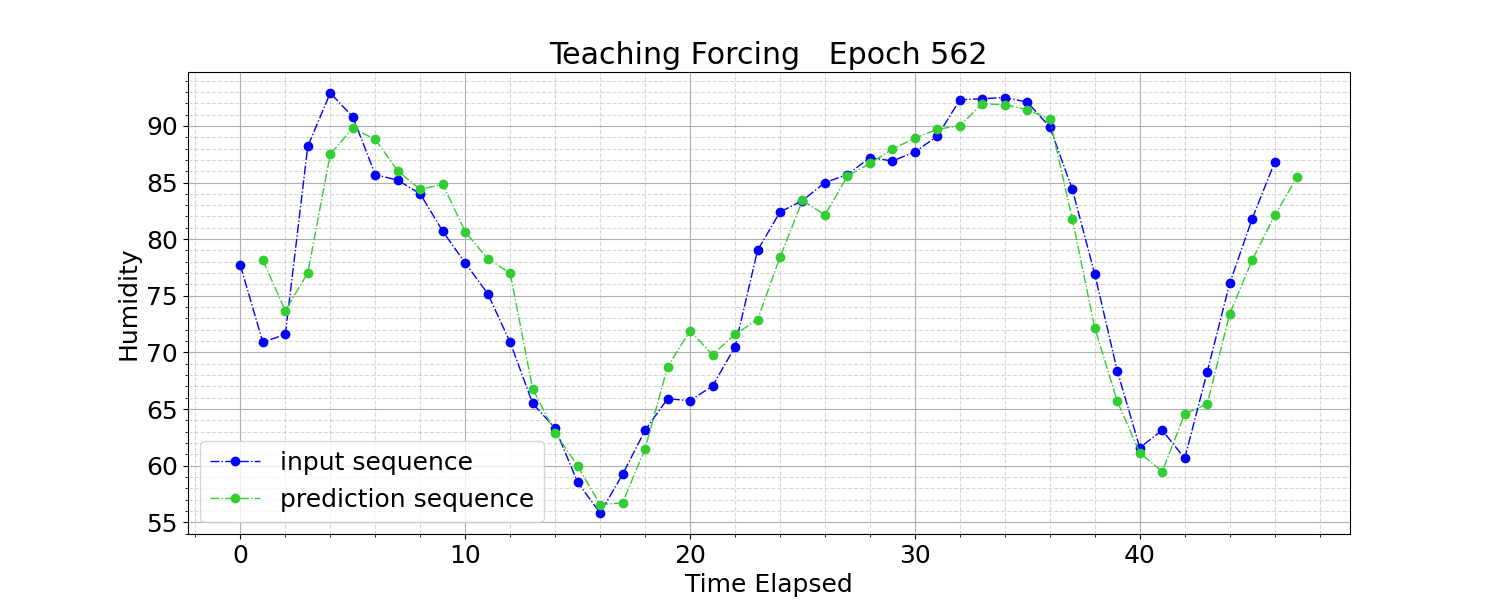 Teaching Forcing   Epoch 562
Humidity
90
85
80
75
70
65
60
55
input sequence
prediction sequence
0 10 20 30 40
Time Elapsed